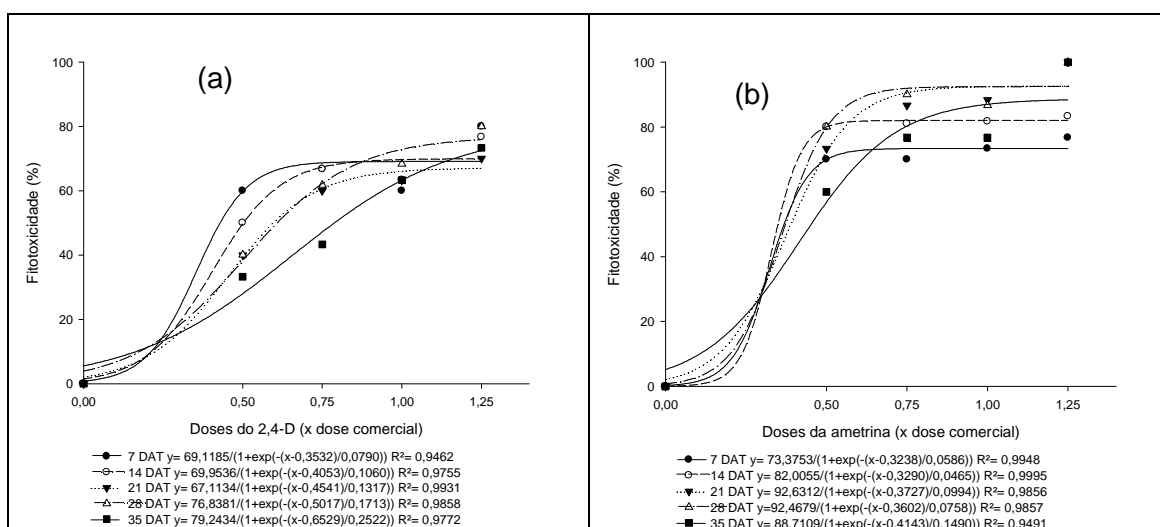 (a)
Fitotoxicidade (%)
100
80
60
40
20
0
0,00 0,50 0,75 1,00 1,25
Doses do 2,4-D (x dose comercial)
7 DAT y= 69,1185/(1+exp(-(x-0,3532)/0,0790)) R²= 0,9462
14 DAT y= 69,9536/(1+exp(-(x-0,4053)/0,1060)) R²= 0,9755
21 DAT y= 67,1134/(1+exp(-(x-0,4541)/0,1317)) R²= 0,9931
28 DAT y= 76,8381/(1+exp(-(x-0,5017)/0,1713)) R²= 0,9858
35 DAT y= 79,2434/(1+exp(-(x-0,6529)/0,2522)) R²= 0,9772
(b)
Fitotoxicidade (%)
100
80
60
40
20
0
0,00 0,50 0,75 1,00 1,25
Doses da ametrina (x dose comercial)
7 DAT y= 73,3753/(1+exp(-(x-0,3238)/0,0586)) R²= 0,9948
14 DAT y= 82,0055/(1+exp(-(x-0,3290)/0,0465)) R²= 0,9995
21 DAT y= 92,6312/(1+exp(-(x-0,3727)/0,0994)) R²= 0,9856
28 DAT y=92,4679/(1+exp(-(x-0,3602)/0,0758)) R²= 0,9857
35 DAT y= 88,7109/(1+exp(-(x-0,4143)/0,1490)) R²= 0,9491